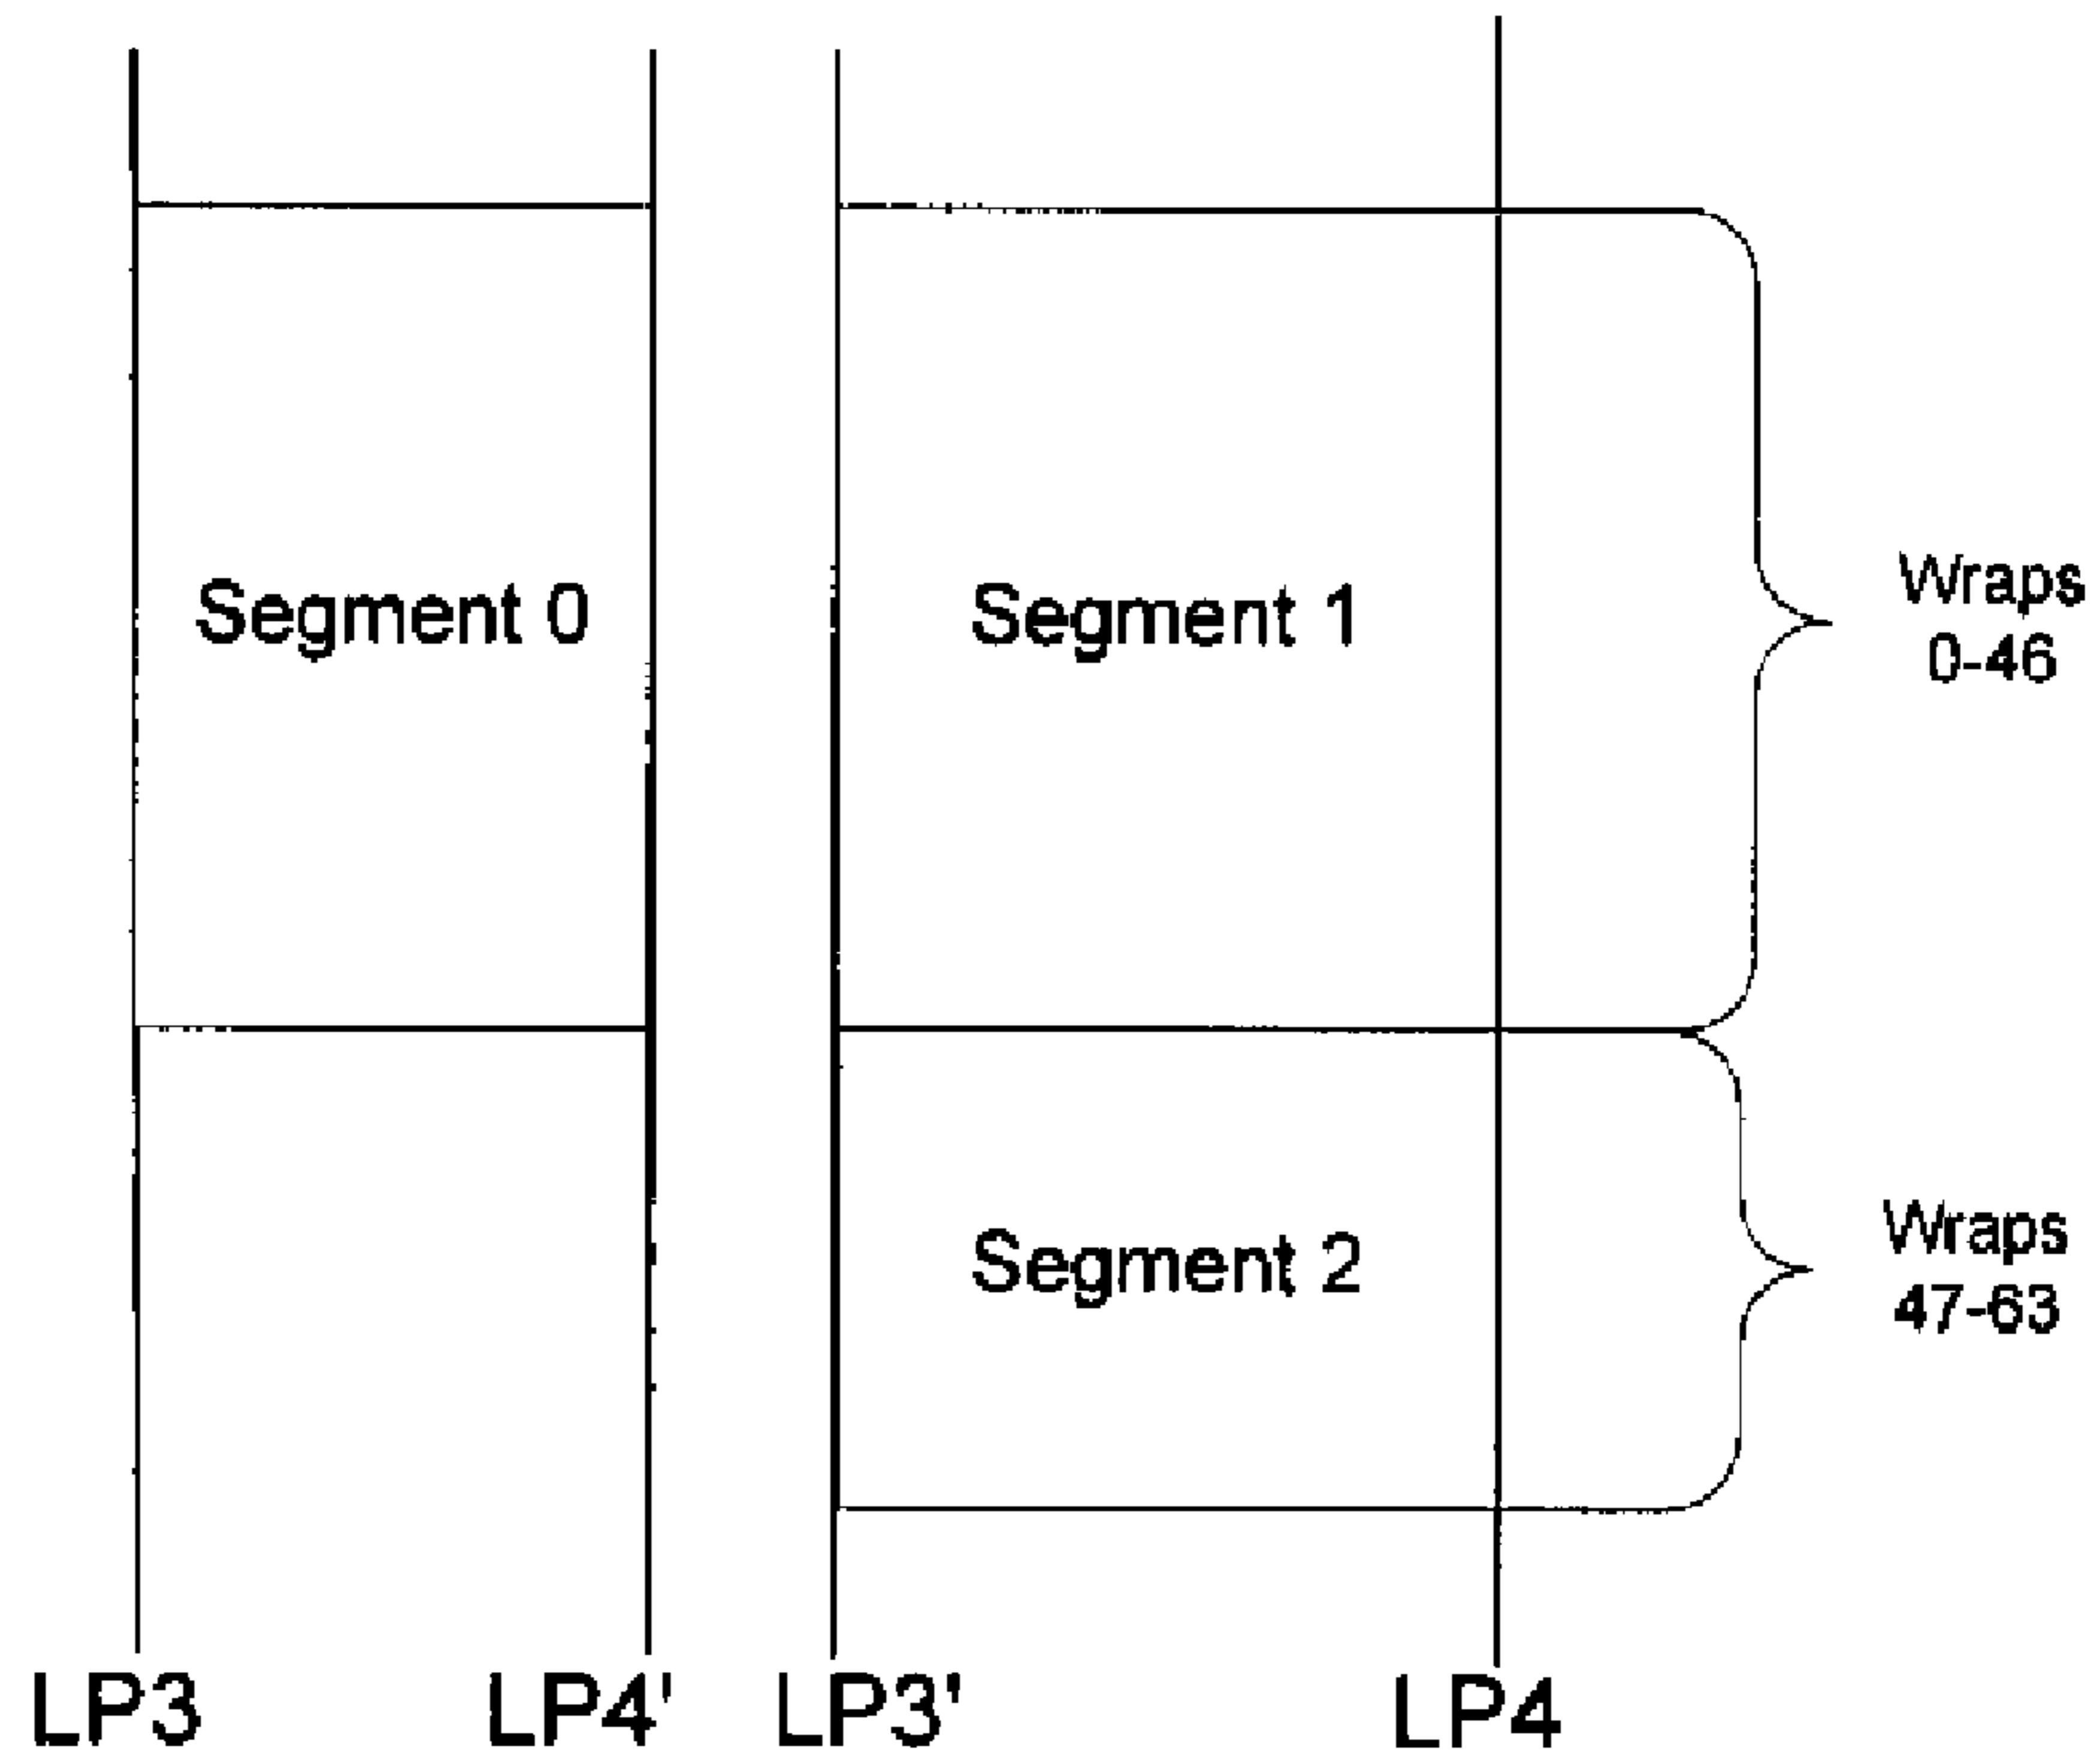 Segment 0
Segment 1
Wraps
0-46
Segment 2
Wraps
47-63
LP3
LP4'
LP3'
LP4